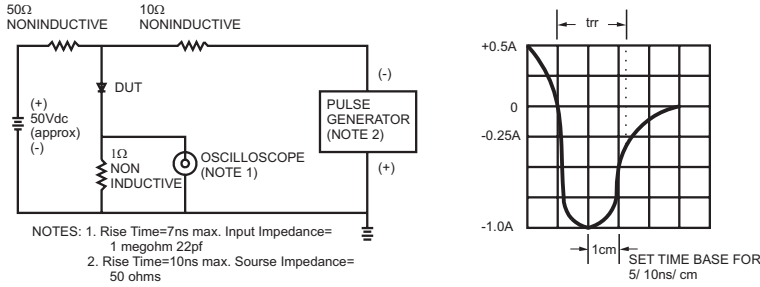 50Ω
NONINDUCTIVE
10Ω
NONINDUCTIVE
DUT
(+)
50Vdc
(approx)
(-)
1Ω
NON
INDUCTIVE
OSCILLOSCOPE
(NOTE 1)
(-)
PULSE
GENERATOR
(NOTE 2)
(+)
NOTES: 1. Rise Time=7ns max. Input Impedance=
1 megohm 22pf
2. Rise Time=10ns max. Sourse Impedance=
50 ohms
trr
+0.5A
0
-0.25A
-1.0A
1cm
SET TIME BASE FOR
5/ 10ns/ cm